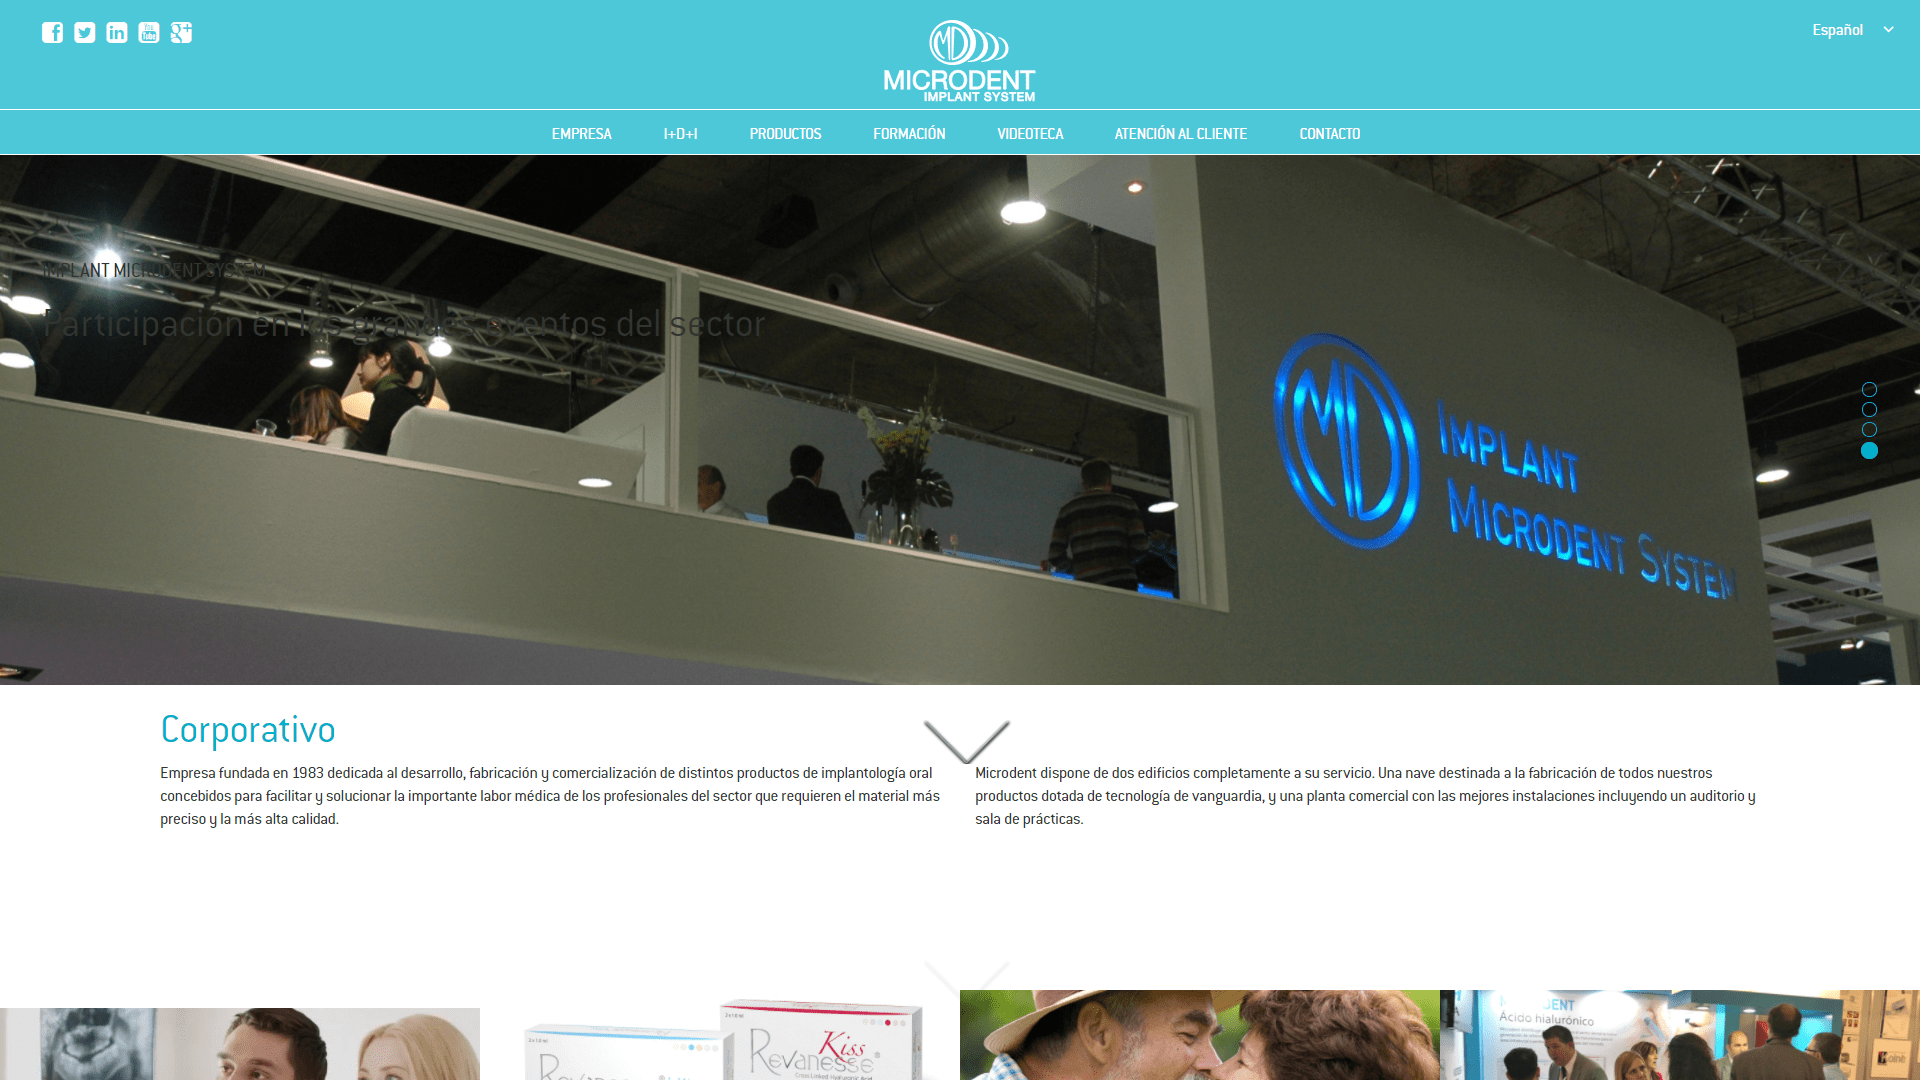 MD
MICRODENT
IMPLANT SYSTEM
Español
EMPRESA
I+D+I
PRODUCTOS
FORMACIÓN
VIDEOTECA
ATENCIÓN AL CLIENTE
CONTACTO
IMPLANT MICRODENT SYSTEM
Participación en los grandes eventos del sector
MD
IMPLANT
MICRODENT SYSTEM
Corporativo
Empresa fundada en 1983 dedicada al desarrollo, fabricación y comercialización de distintos productos de implantología oral
concebidos para facilitar y solucionar la importante labor médica de los profesionales del sector que requieren el material más
preciso y la más alta calidad.
Microdent dispone de dos edificios completamente a su servicio. Una nave destinada a la fabricación de todos nuestros
productos dotada de tecnología de vanguardia, y una planta comercial con las mejores instalaciones incluyendo un auditorio y
sala de prácticas.
Kiss
Revanesse
Revanesse
Ácido hialurónico